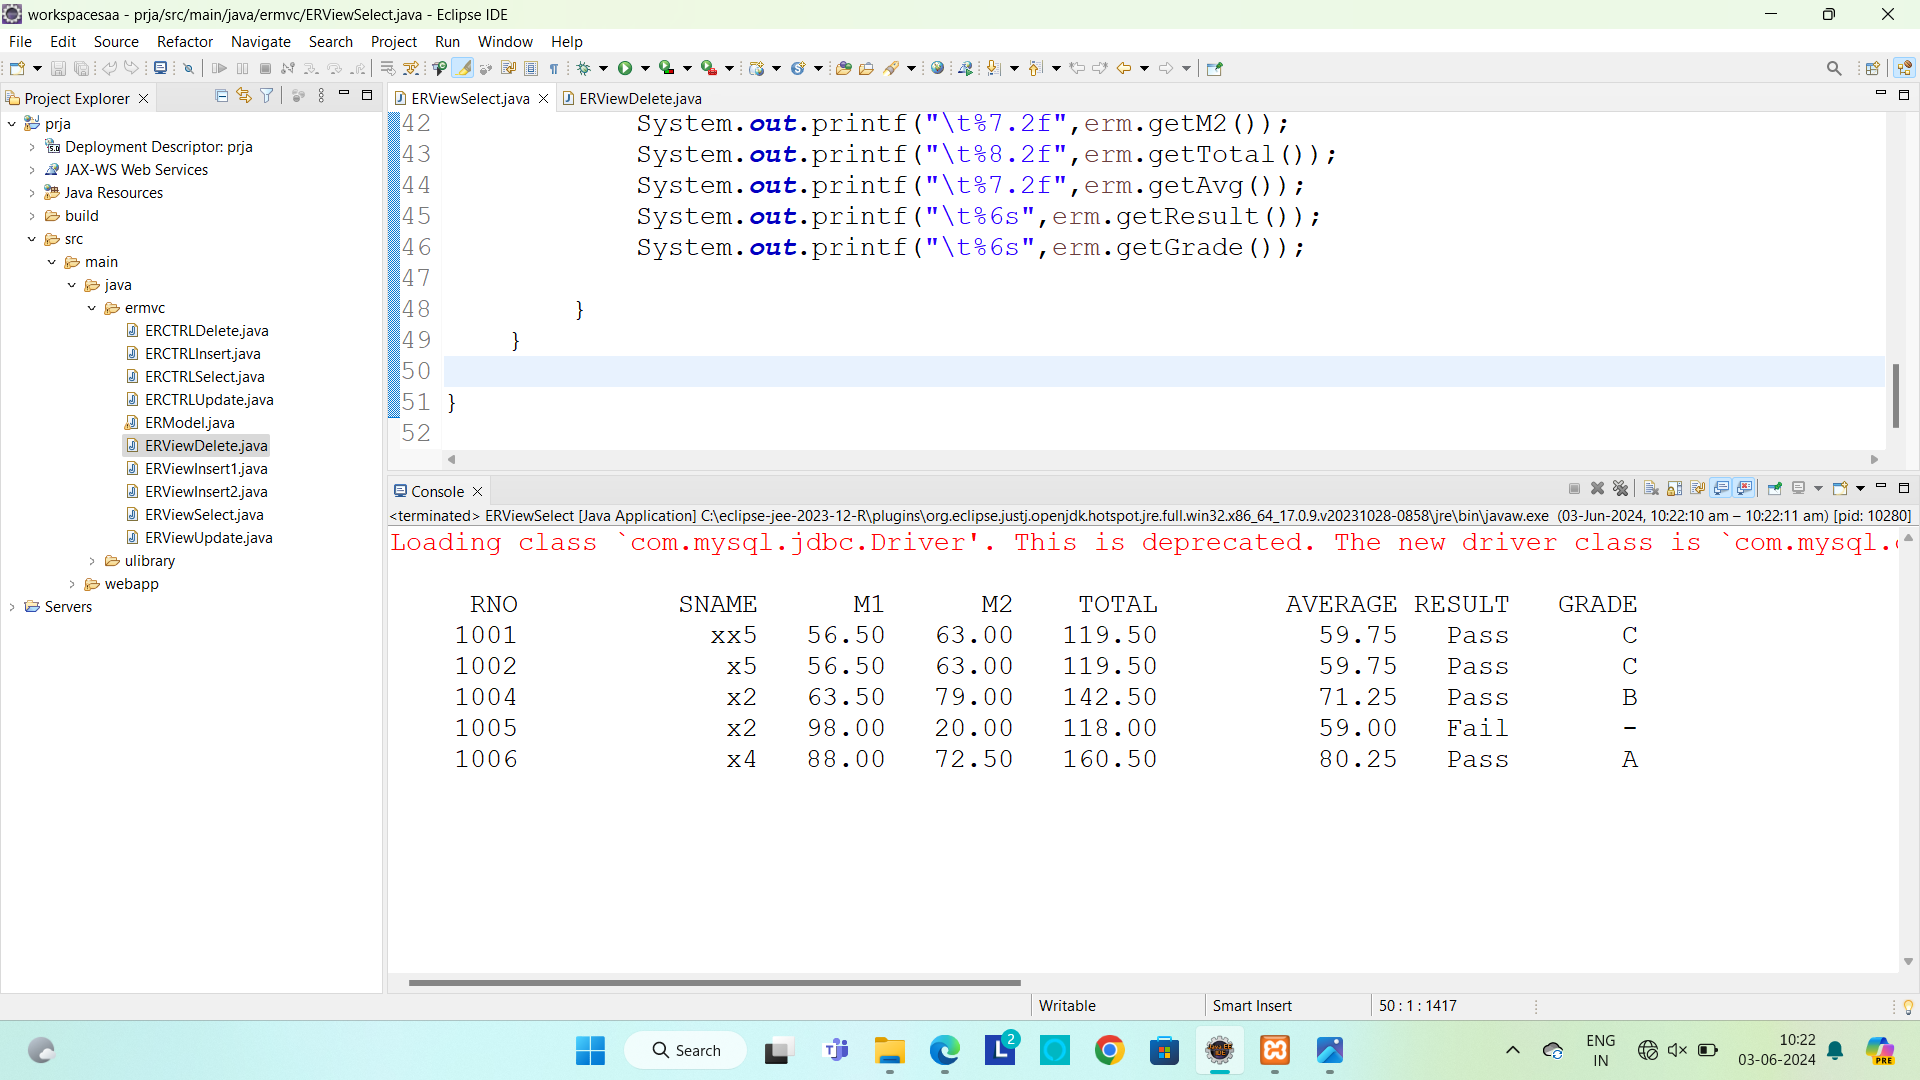 workspacesaa - prja/src/main/java/ermvc/ERViewSelect.java - Eclipse IDE
File Edit Source Refactor Navigate Search Project Run Window Help
Project Explorer
prja
Deployment Descriptor: prja
JAX-WS Web Services
Java Resources
build
src
main
java
ermvc
ERCTRLDelete.java
ERCTRLInsert.java
ERCTRLSelect.java
ERCTRLUpdate.java
ERModel.java
ERViewDelete.java
ERViewInsert1.java
ERViewInsert2.java
ERViewSelect.java
ERViewUpdate.java
ulibrary
webapp
Servers
ERViewSelect.java ERViewDelete.java
42 System.out.printf("\t%7.2f",erm.getM2());
43 System.out.printf("\t%8.2f",erm.getTotal());
44 System.out.printf("\t%7.2f",erm.getAvg());
45 System.out.printf("\t%6s",erm.getResult());
46 System.out.printf("\t%6s",erm.getGrade());
47
48 }
49 }
50
51 }
52
Console
<terminated> ERViewSelect [Java Application] C:\eclipse-jee-2023-12-R\plugins\org.eclipse.justj.openjdk.hotspot.jre.full.win32.x86_64_17.0.9.v20231028-0858\jre\bin\javaw.exe (03-Jun-2024, 10:22:10 am – 10:22:11 am) [pid: 10280]
Loading class `com.mysql.jdbc.Driver'. This is deprecated. The new driver class is `com.mysql.
RNO SNAME M1 M2 TOTAL AVERAGE RESULT GRADE
1001 xx5 56.50 63.00 119.50 59.75 Pass C
1002 x5 56.50 63.00 119.50 59.75 Pass C
1004 x2 63.50 79.00 142.50 71.25 Pass B
1005 x2 98.00 20.00 118.00 59.00 Fail -
1006 x4 88.00 72.50 160.50 80.25 Pass A
Writable Smart Insert 50 : 1 : 1417
Search
2
ENG
IN
10:22
03-06-2024
PRE